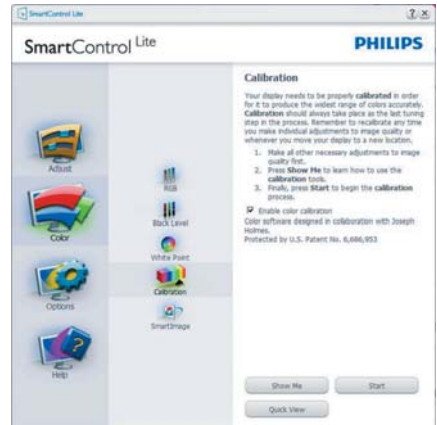 SmartControl Lite
? x
SmartControl Lite
PHILIPS
Adjust
Color
Options
Help
RGB
Black Level
White Point
Calibration
SmartImage
Calibration
Your display needs to be properly calibrated in order
for it to produce the widest range of colors accurately.
Calibration should always take place as the last tuning
step in the process. Remember to recalibrate any time
you make individual adjustments to image quality or
whenever you move your display to a new location.
1. Make all other necessary adjustments to image
quality first.
2. Press Show Me to learn how to use the
calibration tools.
3. Finally, press Start to begin the calibration
process.
Enable color calibration
Color software designed in collaboration with Joseph
Holmes.
Protected by U.S. Patent No. 6,686,953
Show Me
Start
Quick View